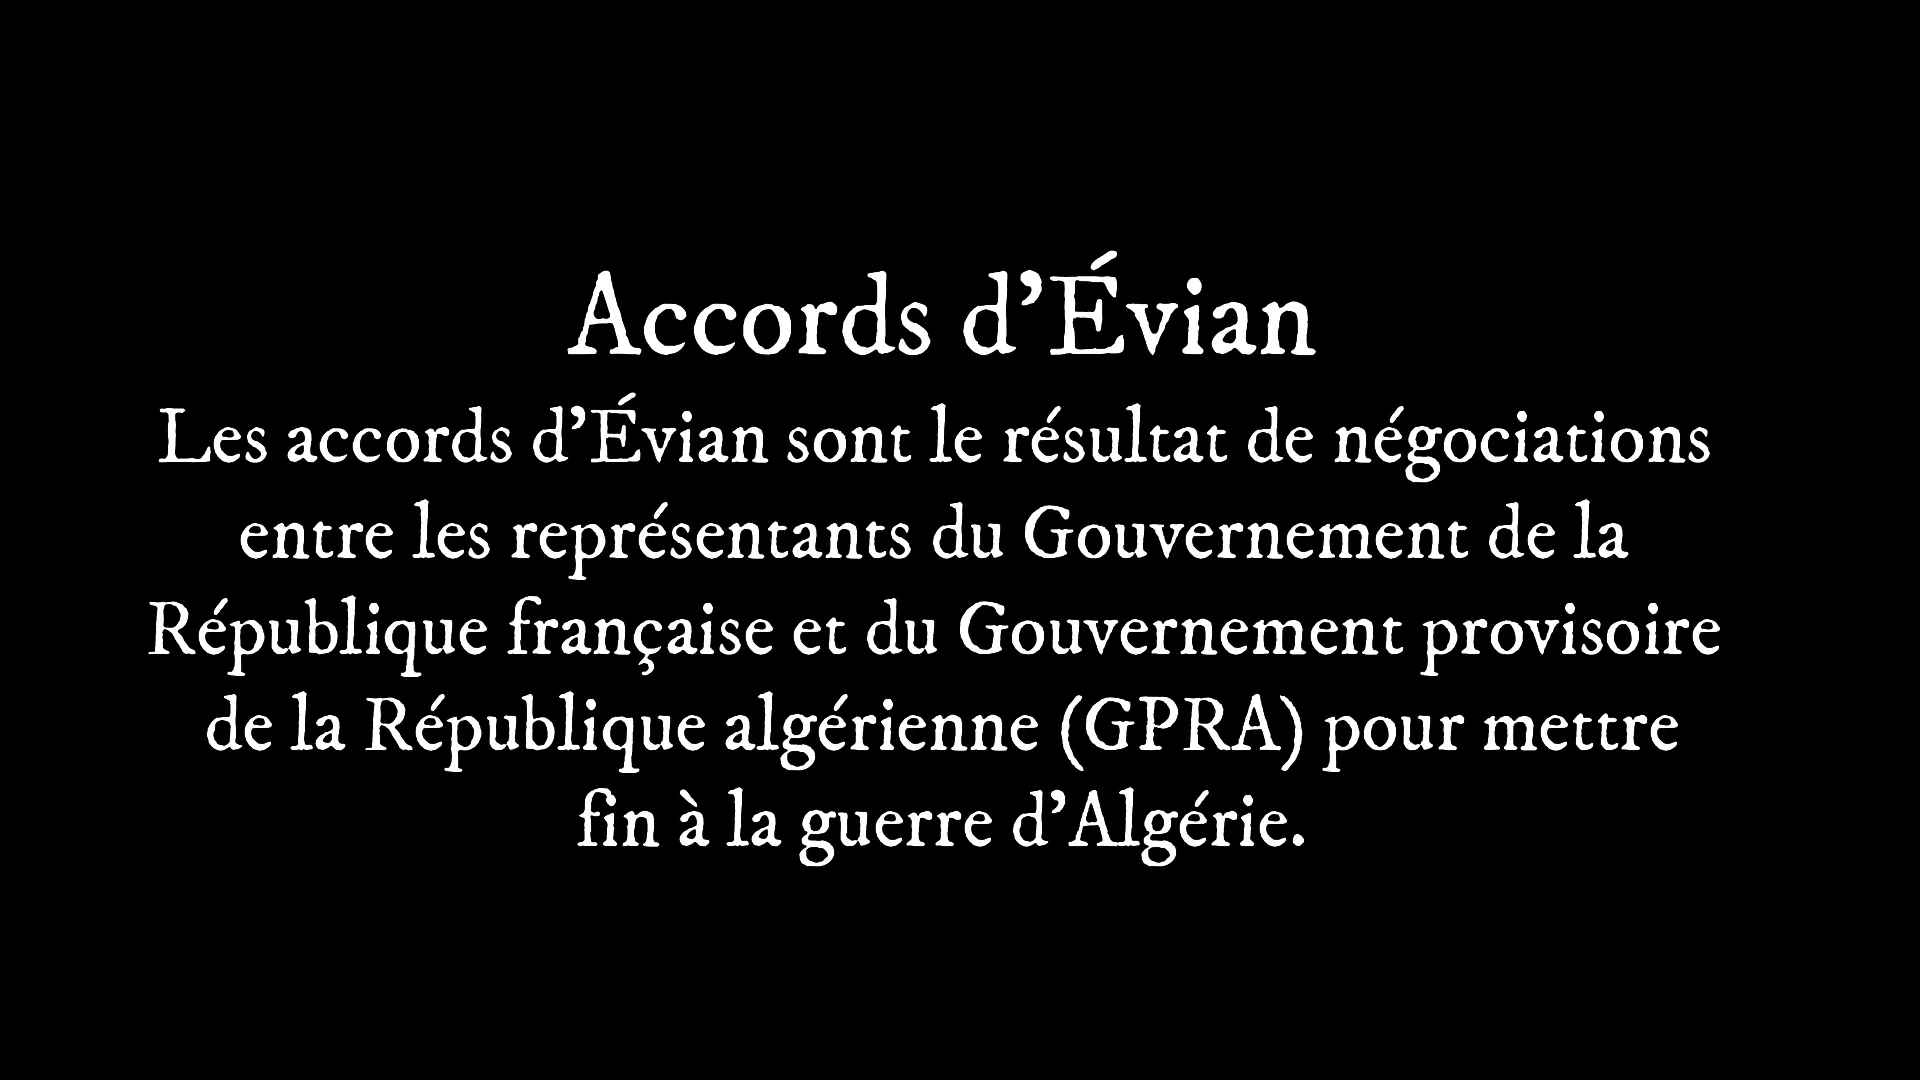 Accords d’Évian
Les accords d’Évian sont le résultat de négociations
entre les représentants du Gouvernement de la
République française et du Gouvernement provisoire
de la République algérienne (GPRA) pour mettre
fin à la guerre d’Algérie.